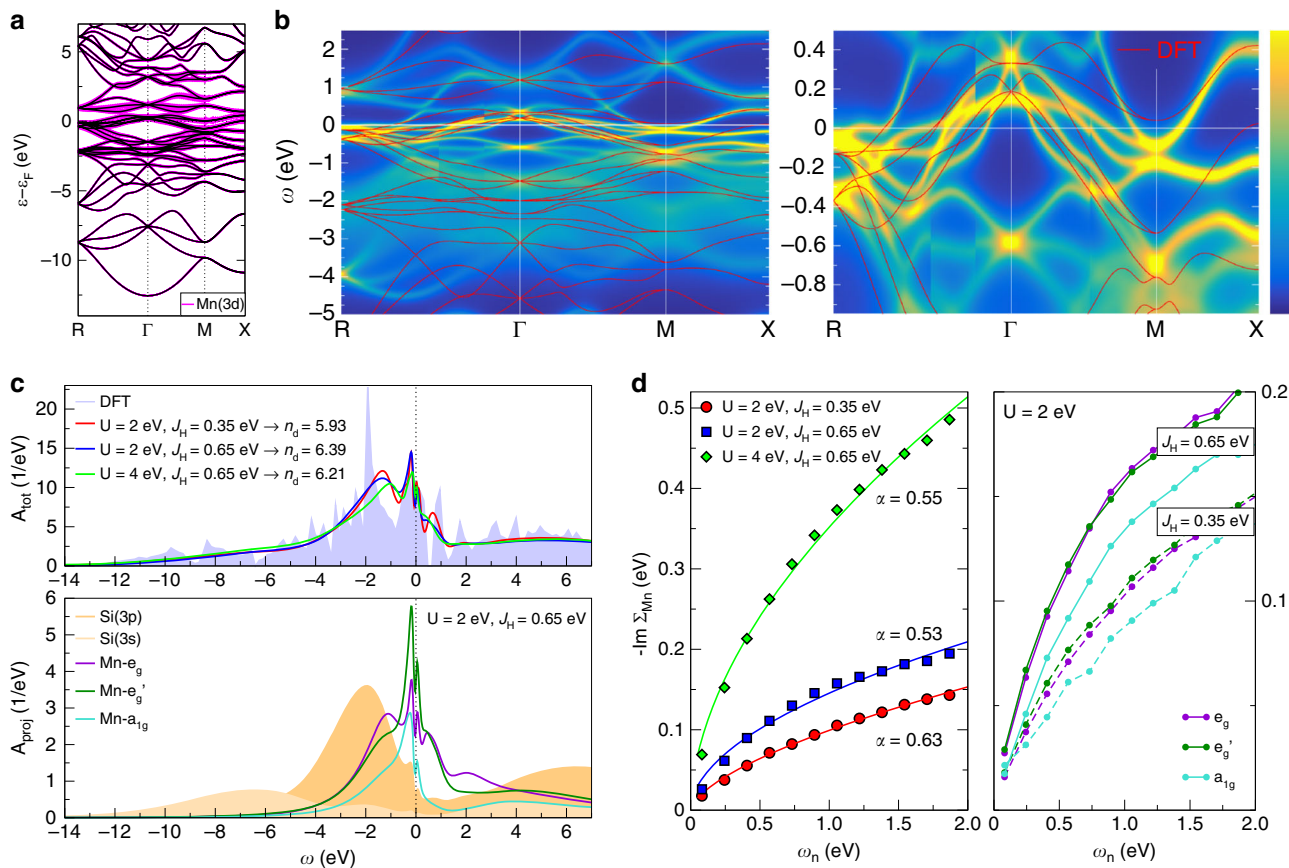 a
5
0
−5
−10
ε−εF (eV)
Mn(3d)
R Γ M X
b
2
1
0
−1
−2
−3
−4
−5
ω (eV)
R Γ M X
0.4
0.2
0
−0.2
−0.4
−0.6
−0.8
DFT
R Γ M X
c
20
15
10
5
0
Atot (1/eV)
DFT
U = 2 eV, JH = 0.35 eV → nd = 5.93
U = 2 eV, JH = 0.65 eV → nd = 6.39
U = 4 eV, JH = 0.65 eV → nd = 6.21
−14 −12 −10 −8 −6 −4 −2 0 2 4 6
6
5
4
3
2
1
0
Aproj (1/eV)
Si(3p)
Si(3s)
Mn-eg
Mn-eg'
Mn-a1g
U = 2 eV, JH = 0.65 eV
−14 −12 −10 −8 −6 −4 −2 0 2 4 6
ω (eV)
d
0.5
0.4
0.3
0.2
0.1
0
-Im ΣMn (eV)
U = 2 eV, JH = 0.35 eV
U = 2 eV, JH = 0.65 eV
U = 4 eV, JH = 0.65 eV
α = 0.55
α = 0.53
α = 0.63
0 0.5 1.0 1.5 2.0
ωn (eV)
U = 2 eV
0.2
JH = 0.65 eV
JH = 0.35 eV
0.1
eg
eg'
a1g
0 0.5 1.0 1.5 2.0
ωn (eV)